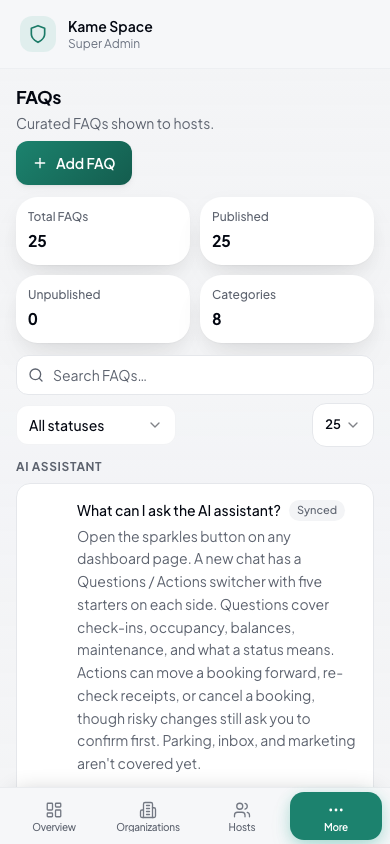 Kame Space
Super Admin
FAQs
Curated FAQs shown to hosts.
+ Add FAQ
Total FAQs
25
Published
25
Unpublished
0
Categories
8
Search FAQs...
All statuses
25
AI ASSISTANT
What can I ask the AI assistant? Synced
Open the sparkles button on any
dashboard page. A new chat has a
Questions / Actions switcher with five
starters on each side. Questions cover
check-ins, occupancy, balances,
maintenance, and what a status means.
Actions can move a booking forward, re-
check receipts, or cancel a booking,
though risky changes still ask you to
confirm first. Parking, inbox, and marketing
aren't covered yet.
Overview
Organizations
Hosts
More